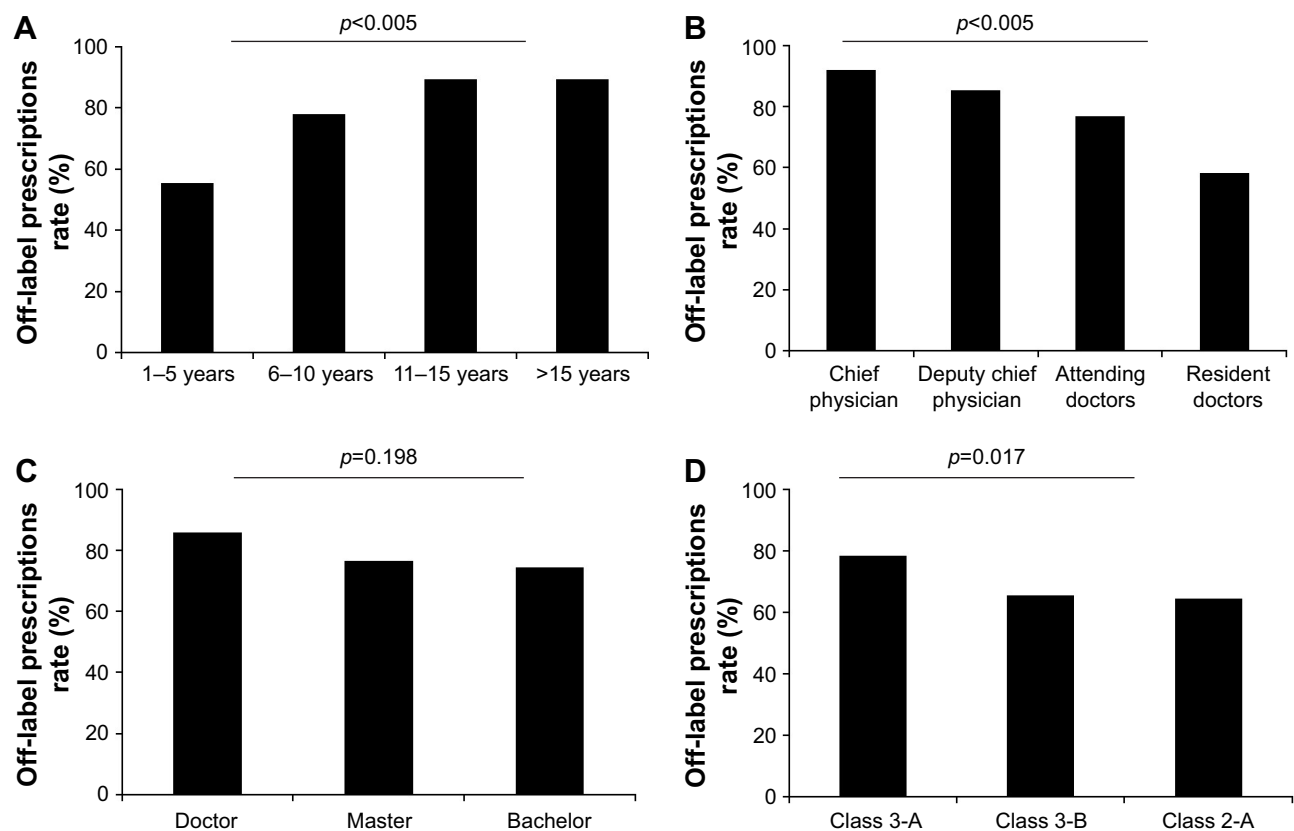 A
p<0.005
Off-label prescriptions
rate (%)
100
80
60
40
20
0
1–5 years 6–10 years 11–15 years >15 years
B
p<0.005
Off-label prescriptions
rate (%)
100
80
60
40
20
0
Chief Deputy chief Attending Resident
physician physician doctors doctors
C
p=0.198
Off-label prescriptions
rate (%)
100
80
60
40
20
0
Doctor Master Bachelor
D
p=0.017
Off-label prescriptions
rate (%)
100
80
60
40
20
0
Class 3-A Class 3-B Class 2-A